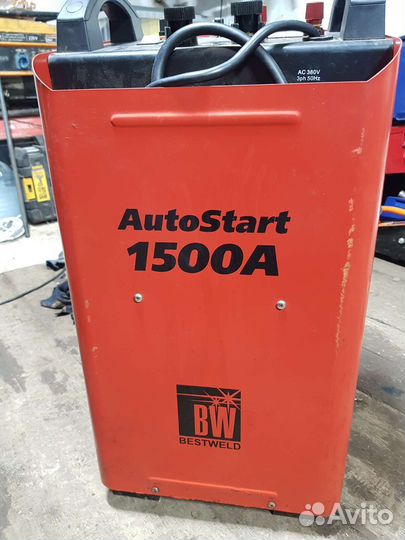 AC 380V
3ph 50Hz
AutoStart
1500A
BW
BESTWELD
Avito